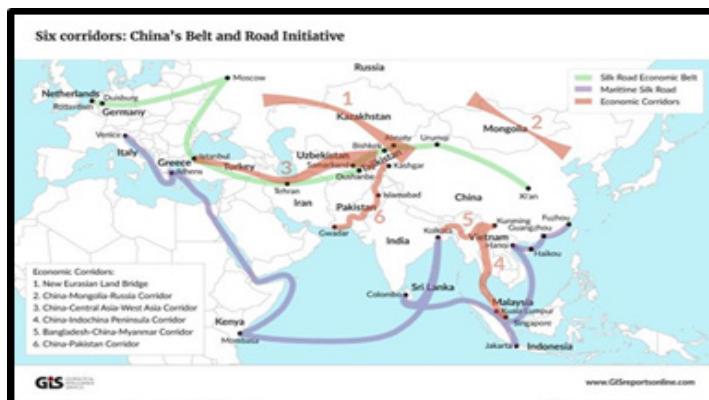 Six corridors: China's Belt and Road Initiative
Russia
Silk Road Economic Belt
Maritime Silk Road
Economic Corridors
Moscow
Netherlands
Duisburg
Rotterdam
Germany
1
Kazakhstan
Mongolia
2
Venice
Italy
Greece
Istanbul
Athens
Turkey
3
Uzbekistan
Samarkand
Bishkek
Almaty
Urumqi
Tajikistan
Dushanbe
Kashgar
Tehran
Iran
Xi'an
China
Islamabad
Pakistan
6
Gwadar
India
Kolkata
5
Kunming
Fuzhou
Guangzhou
Vietnam
Hanoi
Haikou
4
Colombo
Sri Lanka
Malaysia
Kuala Lumpur
Singapore
Jakarta
Indonesia
Kenya
Mombasa
Economic Corridors:
1. New Eurasian Land Bridge
2. China-Mongolia-Russia Corridor
3. China-Central Asia-West Asia Corridor
4. China-Indochina Peninsula Corridor
5. Bangladesh-China-Myanmar Corridor
6. China-Pakistan Corridor
GIS
www.GISreportsonline.com